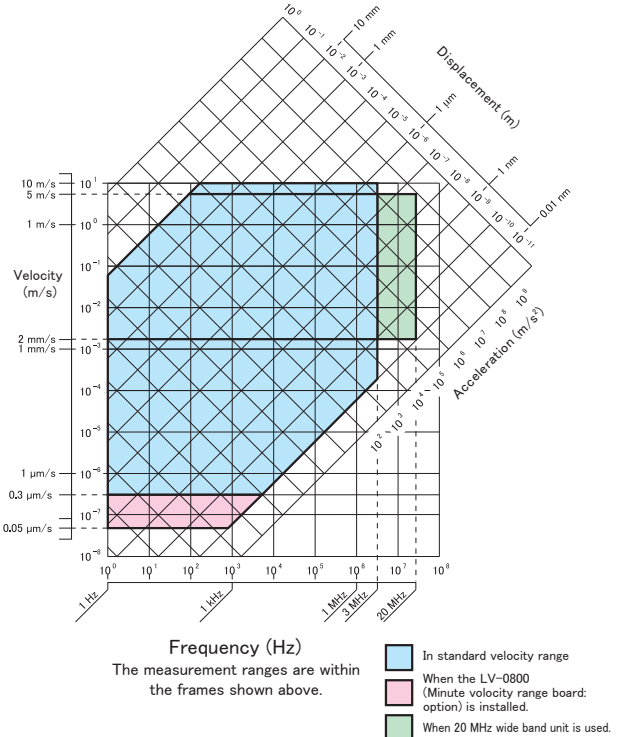 10 mm
1 mm
1 μm
1 nm
0.01 nm
Displacement (m)
10⁰
10⁻¹
10⁻²
10⁻³
10⁻⁴
10⁻⁵
10⁻⁶
10⁻⁷
10⁻⁸
10⁻⁹
10⁻¹⁰
10⁻¹¹
10 m/s
5 m/s
1 m/s
Velocity
(m/s)
2 mm/s
1 mm/s
1 μm/s
0.3 μm/s
0.05 μm/s
10¹
10⁰
10⁻¹
10⁻²
10⁻³
10⁻⁴
10⁻⁵
10⁻⁶
10⁻⁷
10⁻⁸
10⁹
10⁸
10⁷
10⁶
10⁵
10⁴
10³
10²
Acceleration (m/s²)
10⁰ 10¹ 10² 10³ 10⁴ 10⁵ 10⁶ 10⁷ 10⁸
1 Hz
1 kHz
1 MHz
3 MHz
20 MHz
Frequency (Hz)
The measurement ranges are within
the frames shown above.
In standard velocity range
When the LV-0800
(Minute velocity range board:
option) is installed.
When 20 MHz wide band unit is used.